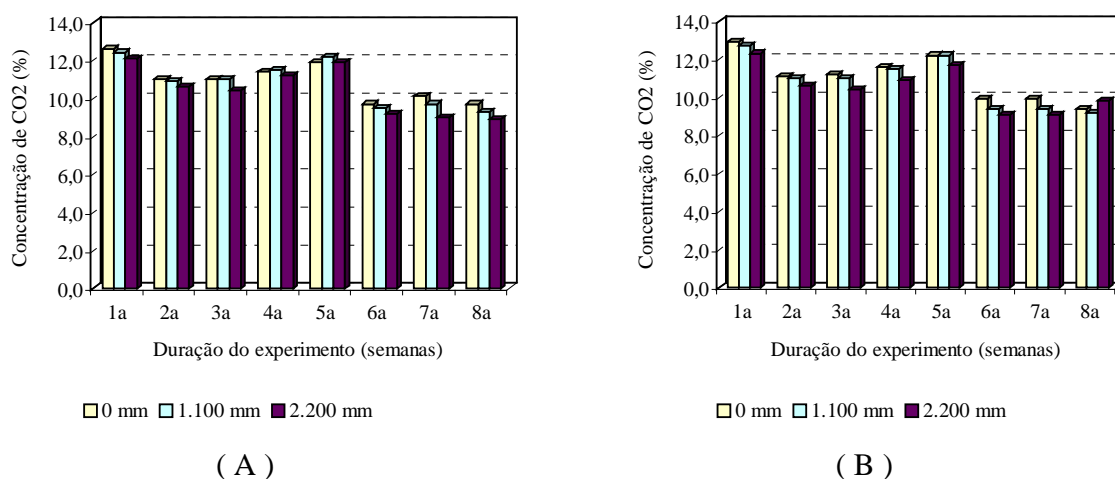 Concentração de CO2 (%)
14,0
12,0
10,0
8,0
6,0
4,0
2,0
0,0
1a 2a 3a 4a 5a 6a 7a 8a
Duração do experimento (semanas)
0 mm 1.100 mm 2.200 mm
( A )
Concentração de CO2 (%)
14,0
12,0
10,0
8,0
6,0
4,0
2,0
0,0
1a 2a 3a 4a 5a 6a 7a 8a
Duração do experimento (semanas)
0 mm 1.100 mm 2.200 mm
( B )